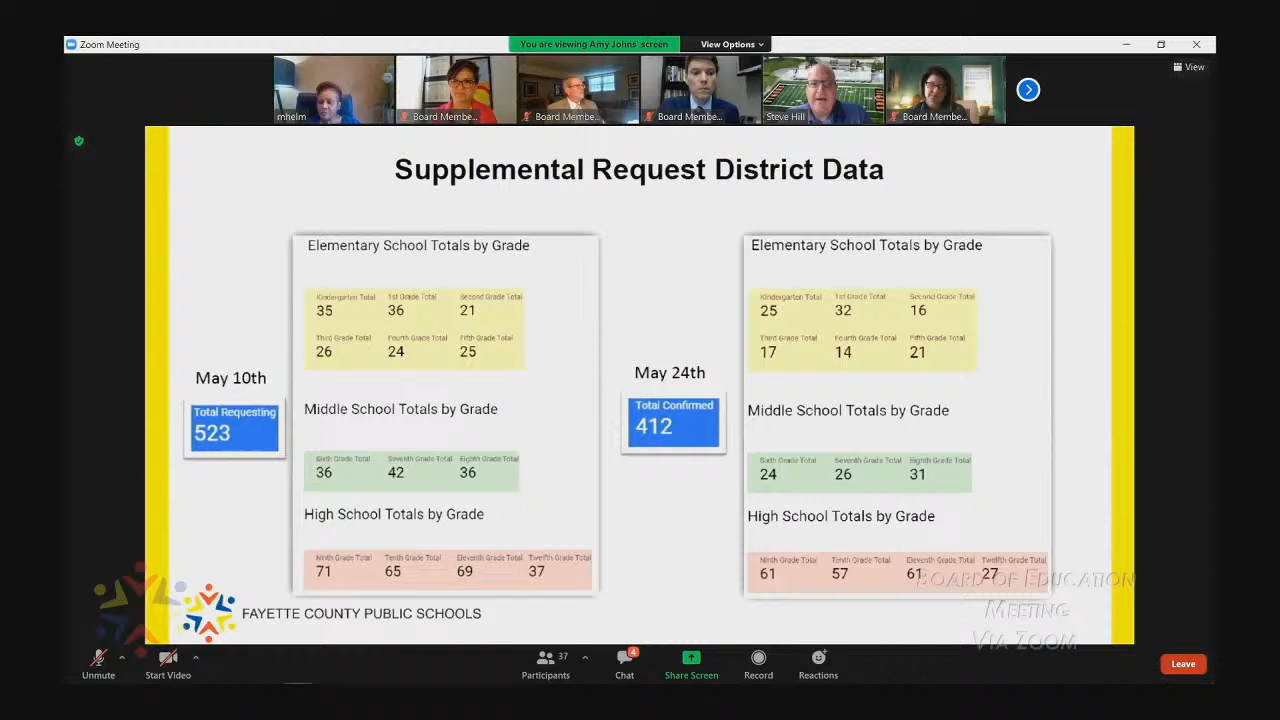 Zoom Meeting
You are viewing Amy Johns' screen
View Options
View
mhelm
Board Membe...
Board Membe...
Board Membe...
Steve Hill
Board Membe...
Supplemental Request District Data
May 10th
Total Requesting
523
Elementary School Totals by Grade
Kindergarten Total 1st Grade Total Second Grade Total
35 36 21
Third Grade Total Fourth Grade Total Fifth Grade Total
26 24 25
Middle School Totals by Grade
Sixth Grade Total Seventh Grade Total Eighth Grade Total
36 42 36
High School Totals by Grade
Ninth Grade Total Tenth Grade Total Eleventh Grade Total Twelfth Grade Total
71 65 69 37
May 24th
Total Confirmed
412
Elementary School Totals by Grade
Kindergarten Total 1st Grade Total Second Grade Total
25 32 16
Third Grade Total Fourth Grade Total Fifth Grade Total
17 14 21
Middle School Totals by Grade
Sixth Grade Total Seventh Grade Total Eighth Grade Total
24 26 31
High School Totals by Grade
Ninth Grade Total Tenth Grade Total Eleventh Grade Total Twelfth Grade Total
61 57 61 27
FAYETTE COUNTY PUBLIC SCHOOLS
BOARD OF EDUCATION
MEETING
VIA ZOOM
Unmute
Start Video
37
Participants
4
Chat
Share Screen
Record
Reactions
Leave